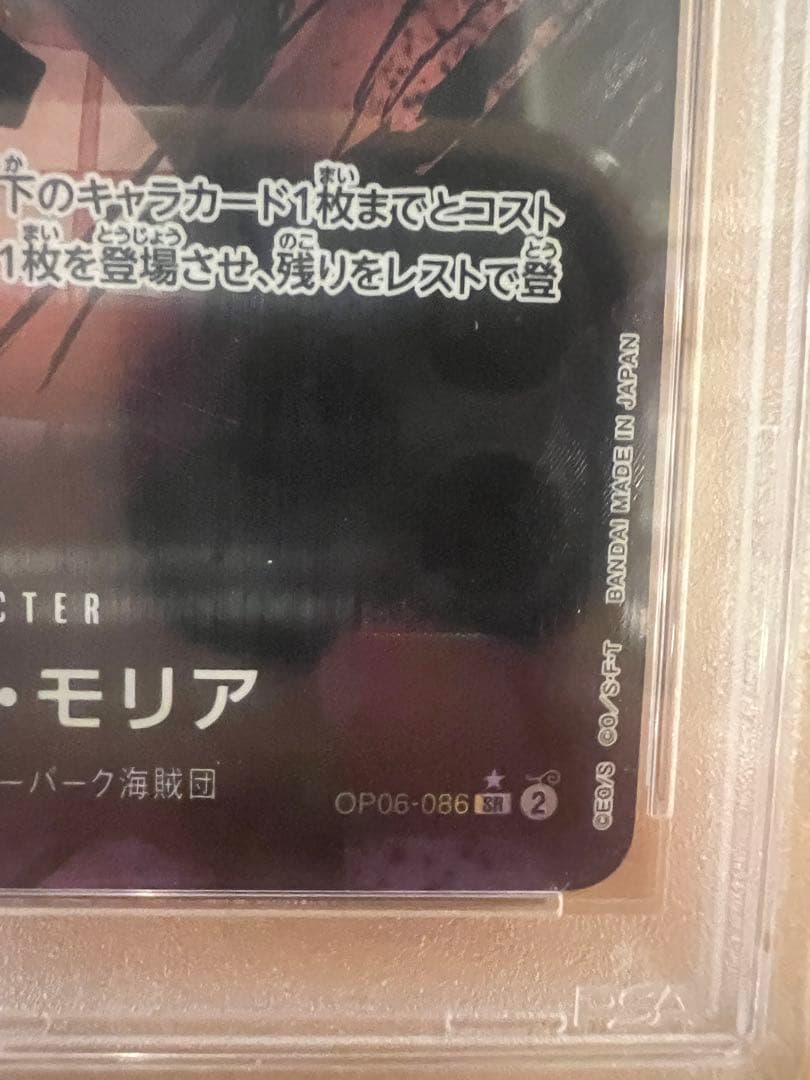 下のキャラカード1枚までとコスト
1枚を登場させ、残りをレストで登
CTER
・モリア
ーパーク海賊団
OP06-086 SR 2
©EO/S ©O/S・F・T BANDAI MADE IN JAPAN
PSA